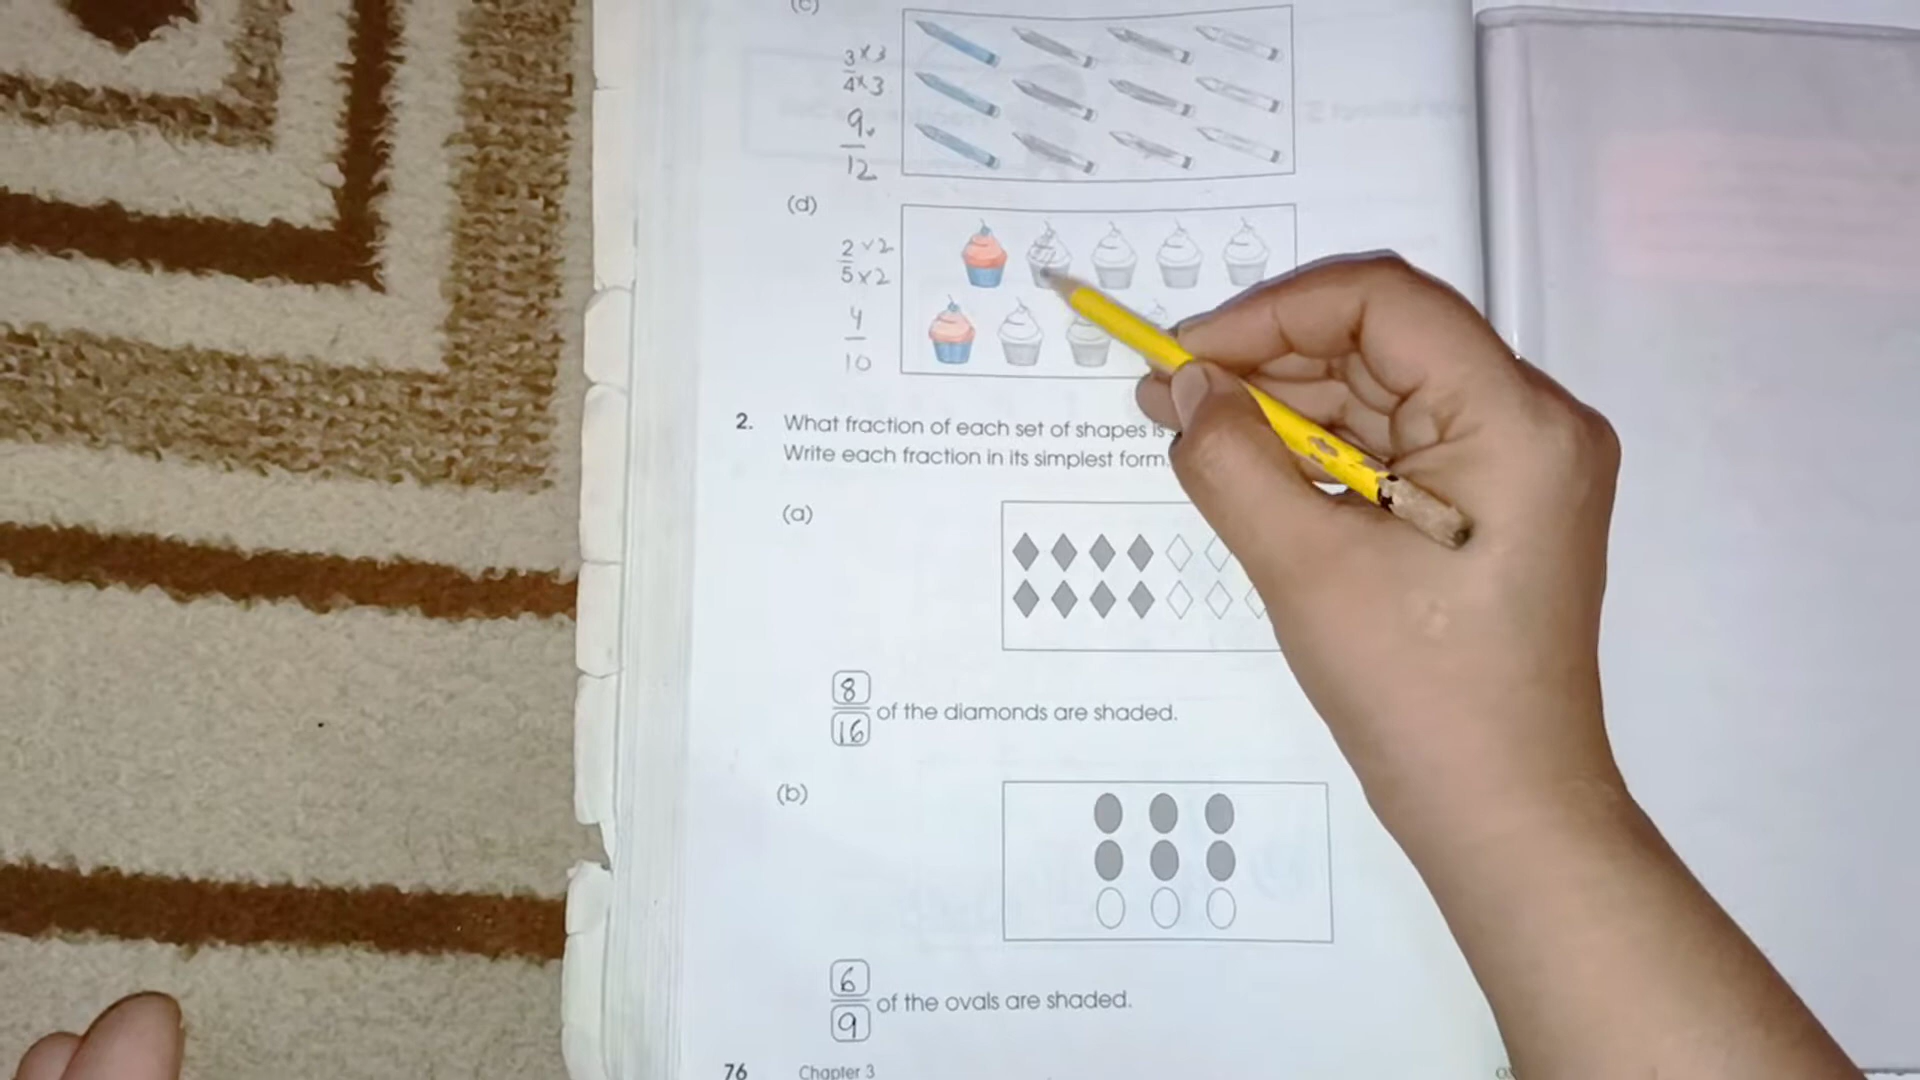 (c)
3 × 3
4 × 3
9
12
(d)
2 × 2
5 × 2
4
10
2. What fraction of each set of shapes is
Write each fraction in its simplest form.
(a)
8
16
of the diamonds are shaded.
(b)
6
9
of the ovals are shaded.
76 Chapter 3